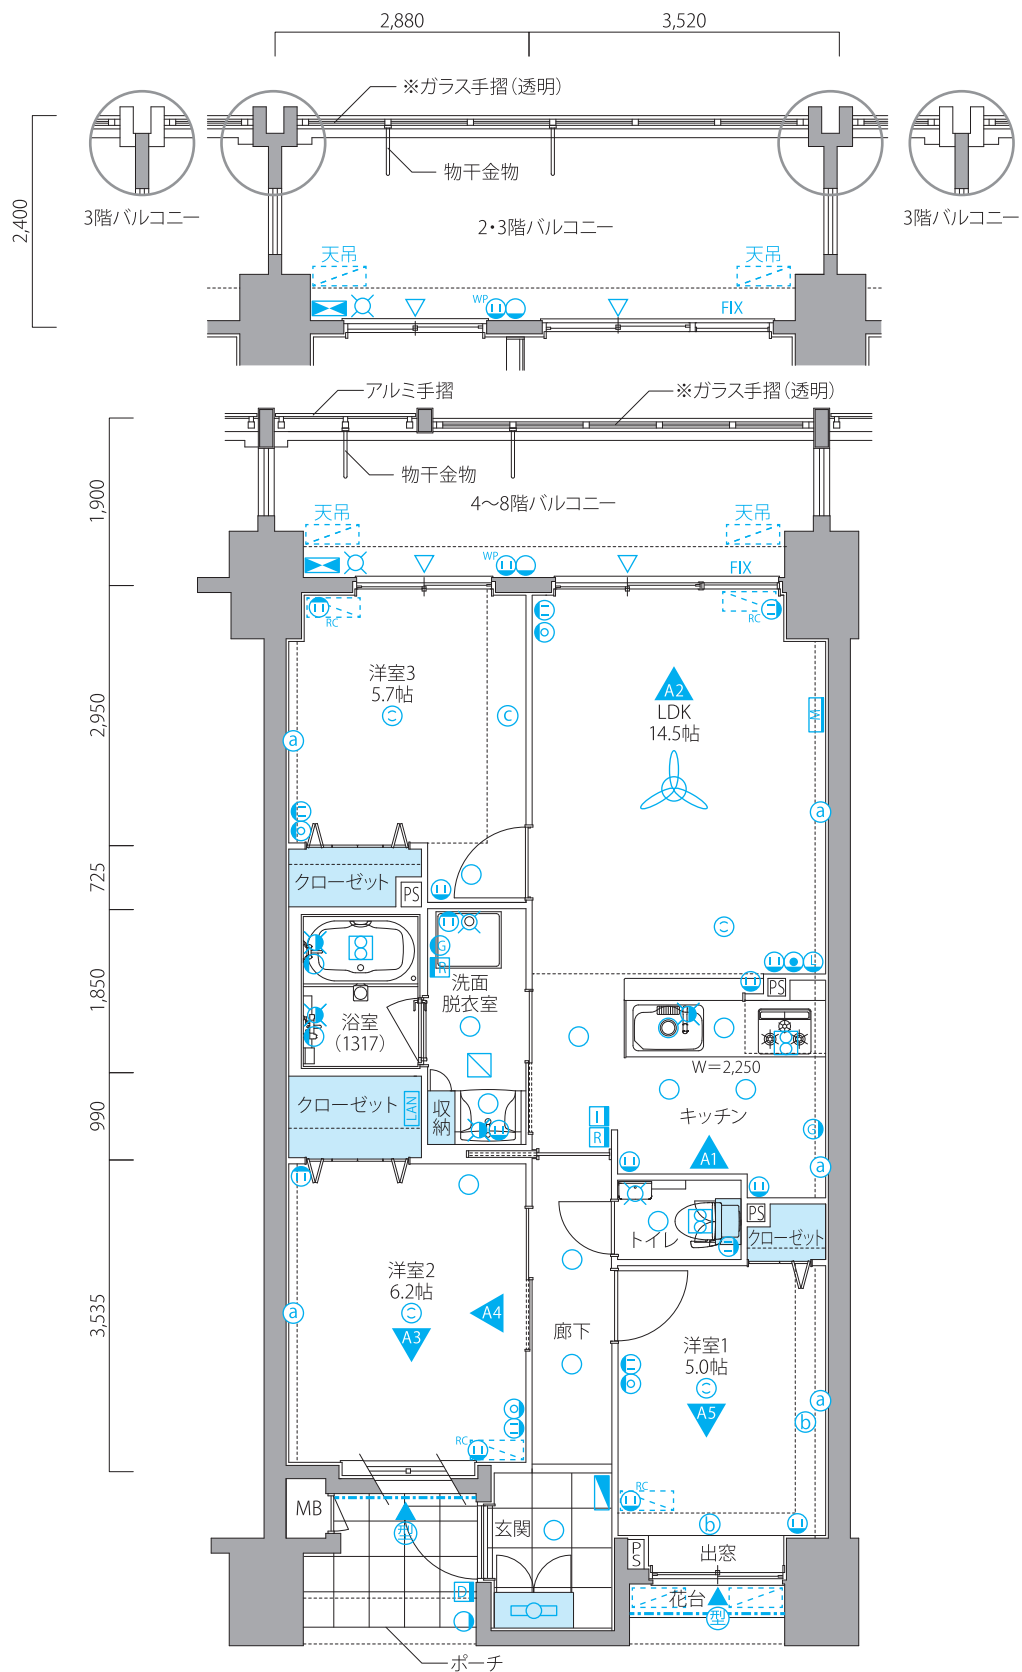 2,880
3,520
※ガラス手摺(透明)
物干金物
3階バルコニー
3階バルコニー
2,400
2・3階バルコニー
天吊
天吊
WP
FIX
アルミ手摺
※ガラス手摺(透明)
物干金物
4〜8階バルコニー
1,900
天吊
天吊
WP
FIX
RC
RC
洋室3
5.7帖
A2
LDK
14.5帖
C
M
2,950
a
a
725
クローゼット
PS
G
R
L
洗面
脱衣室
PS
1,850
浴室
(1317)
W=2,250
クローゼット
LAN
収納
キッチン
I
R
G
A1
a
990
PS
トイレ
クローゼット
洋室2
6.2帖
a
A3
A4
3,535
廊下
洋室1
5.0帖
A5
a
b
RC
RC
MB
型
玄関
b
PS
出窓
花台
型
D
ポーチ